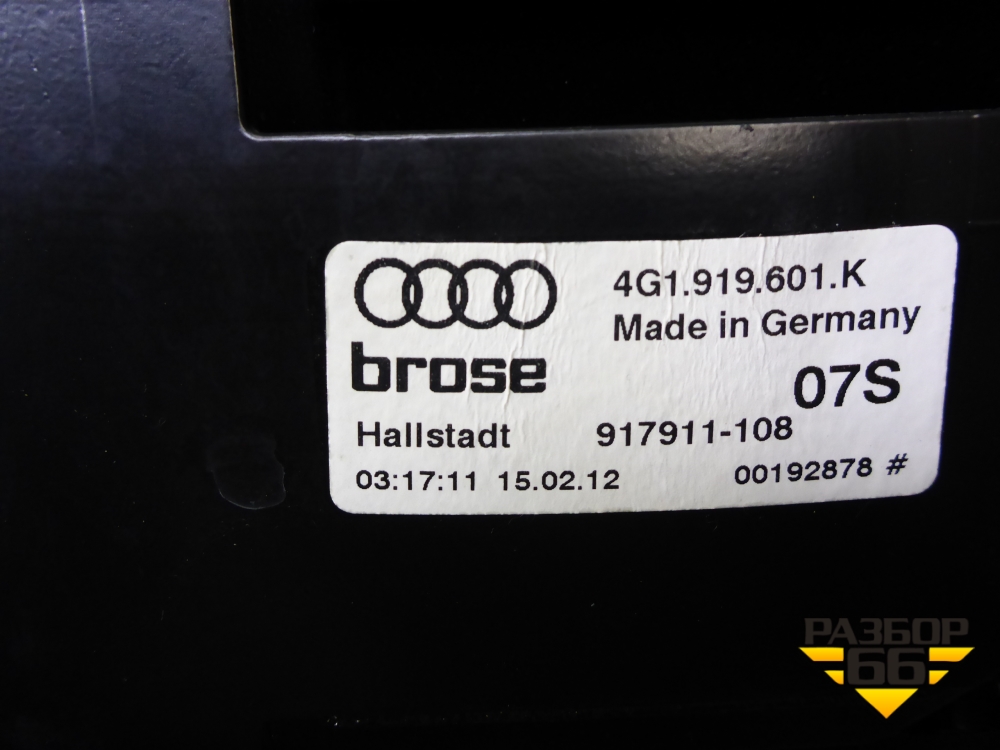 4G1.919.601.K
Made in Germany
brose
07S
Hallstadt 917911-108
03:17:11 15.02.12 00192878 #
РАЗБОР
66